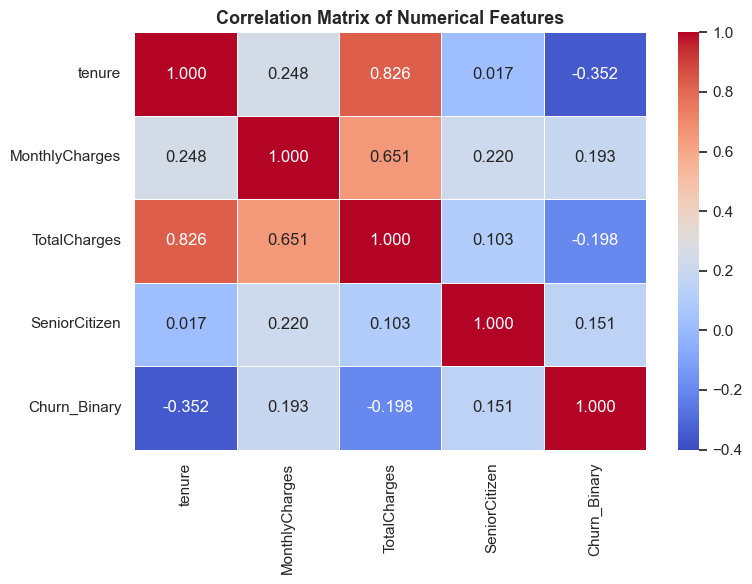 Correlation Matrix of Numerical Features
tenure 1.000 0.248 0.826 0.017 -0.352
MonthlyCharges 0.248 1.000 0.651 0.220 0.193
TotalCharges 0.826 0.651 1.000 0.103 -0.198
SeniorCitizen 0.017 0.220 0.103 1.000 0.151
Churn_Binary -0.352 0.193 -0.198 0.151 1.000
tenure
MonthlyCharges
TotalCharges
SeniorCitizen
Churn_Binary
1.0
0.8
0.6
0.4
0.2
0.0
−0.2
−0.4